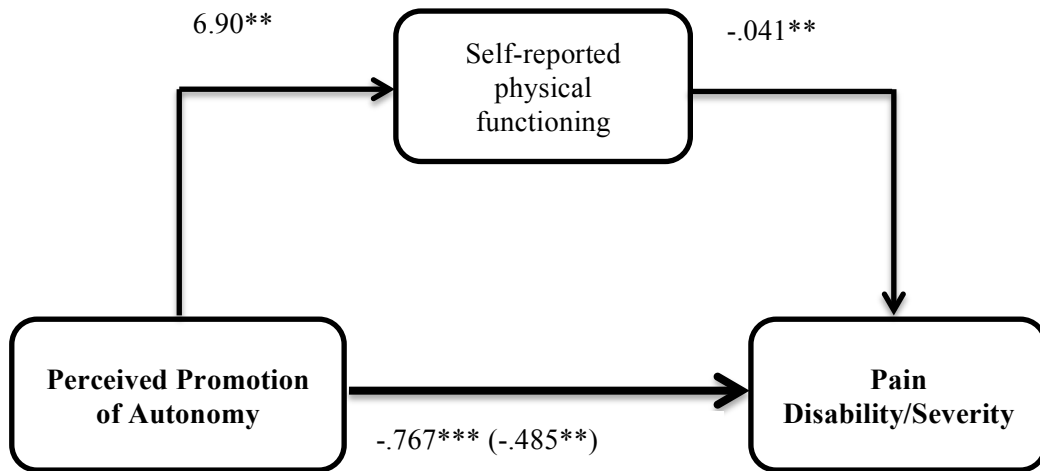 6.90**
-.041**
Self-reported
physical
functioning
Perceived Promotion
of Autonomy
Pain
Disability/Severity
-.767*** (-.485**)